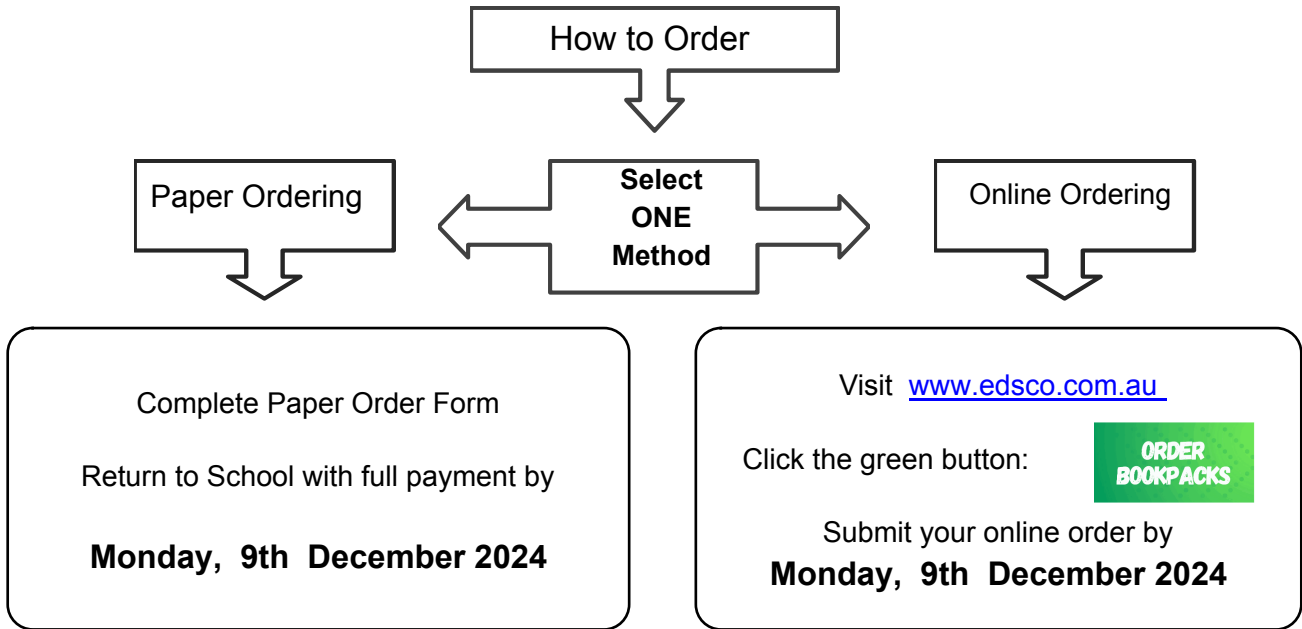 How to Order
Select
ONE
Method
Paper Ordering
Online Ordering
Complete Paper Order Form
Return to School with full payment by
Monday, 9th December 2024
Visit www.edsco.com.au
Click the green button:
ORDER
BOOKPACKS
Submit your online order by
Monday, 9th December 2024